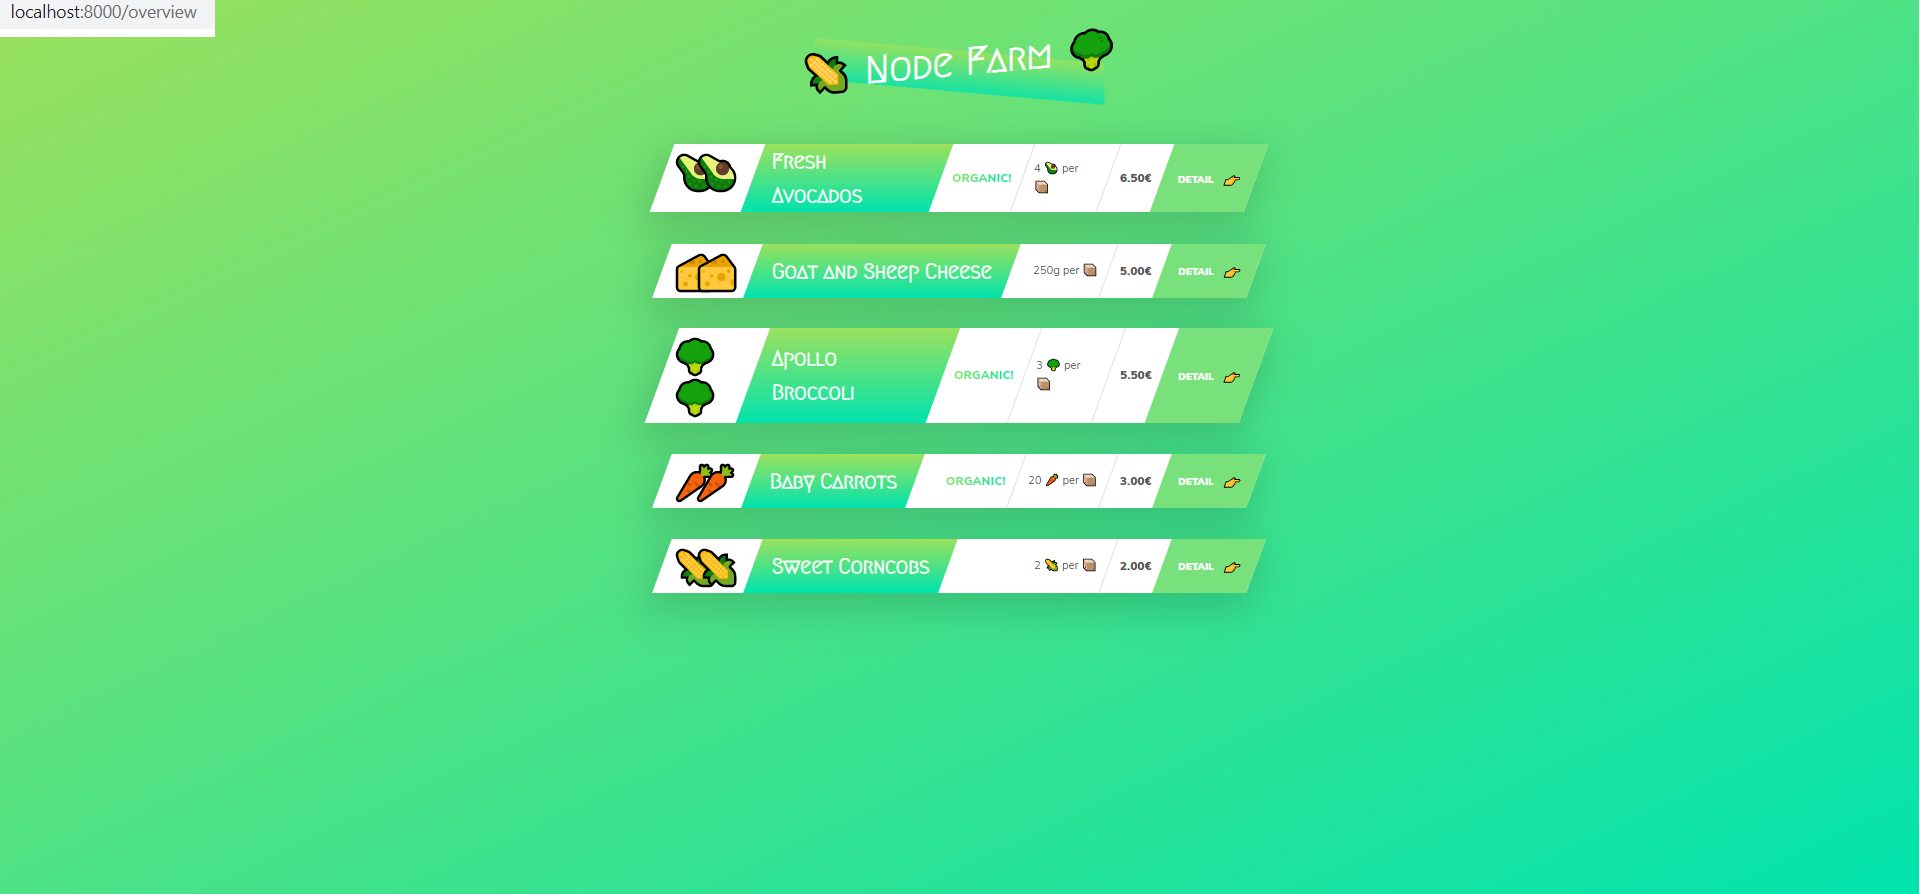 localhost:8000/overview
Node Farm
Fresh
Avocados
ORGANIC!
4 🥑 per
📦
6.50€
DETAIL 👉
Goat and Sheep Cheese
250g per 📦
5.00€
DETAIL 👉
Apollo
Broccoli
ORGANIC!
3 🥦 per
📦
5.50€
DETAIL 👉
Baby Carrots
ORGANIC!
20 🥕 per 📦
3.00€
DETAIL 👉
Sweet Corncobs
2 🌽 per 📦
2.00€
DETAIL 👉